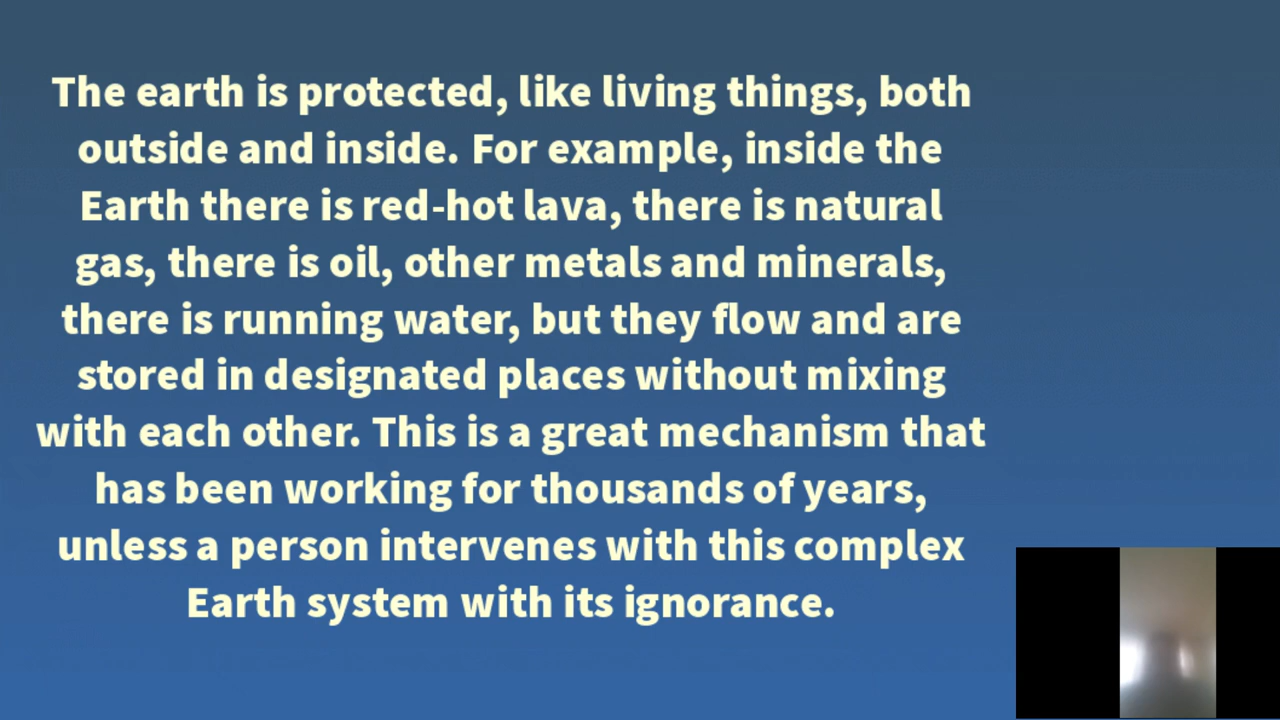 The earth is protected, like living things, both
outside and inside. For example, inside the
Earth there is red-hot lava, there is natural
gas, there is oil, other metals and minerals,
there is running water, but they flow and are
stored in designated places without mixing
with each other. This is a great mechanism that
has been working for thousands of years,
unless a person intervenes with this complex
Earth system with its ignorance.